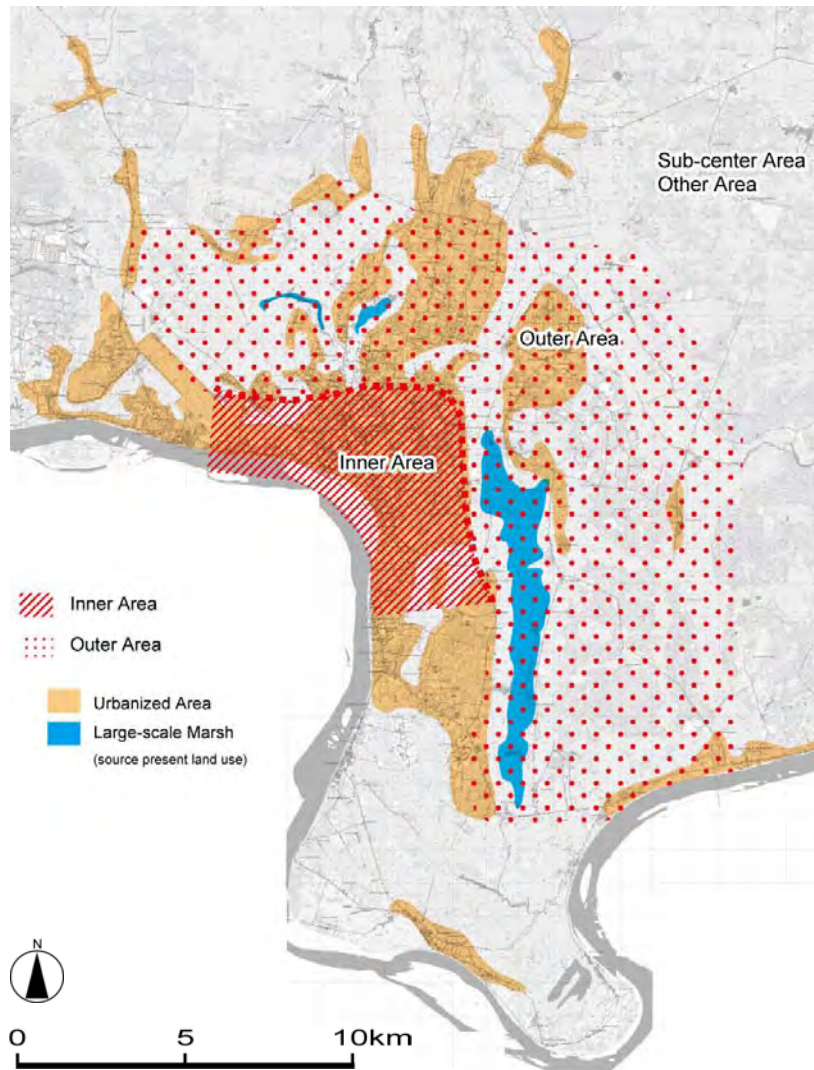 Sub-center Area
Other Area
Outer Area
Inner Area
Inner Area
Outer Area
Urbanized Area
Large-scale Marsh
(source present land use)
N
0 5 10km